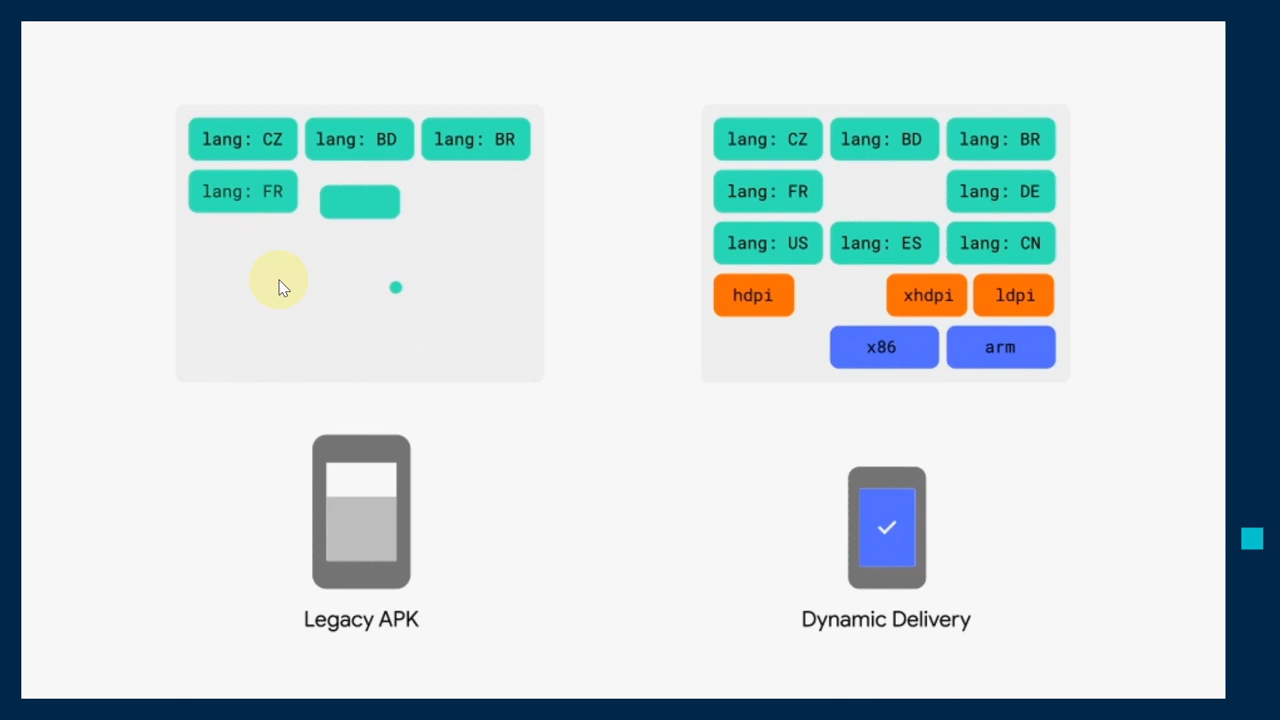 lang: CZ lang: BD lang: BR
lang: FR
lang: CZ lang: BD lang: BR
lang: FR lang: DE
lang: US lang: ES lang: CN
hdpi xhdpi ldpi
x86 arm
Legacy APK
Dynamic Delivery